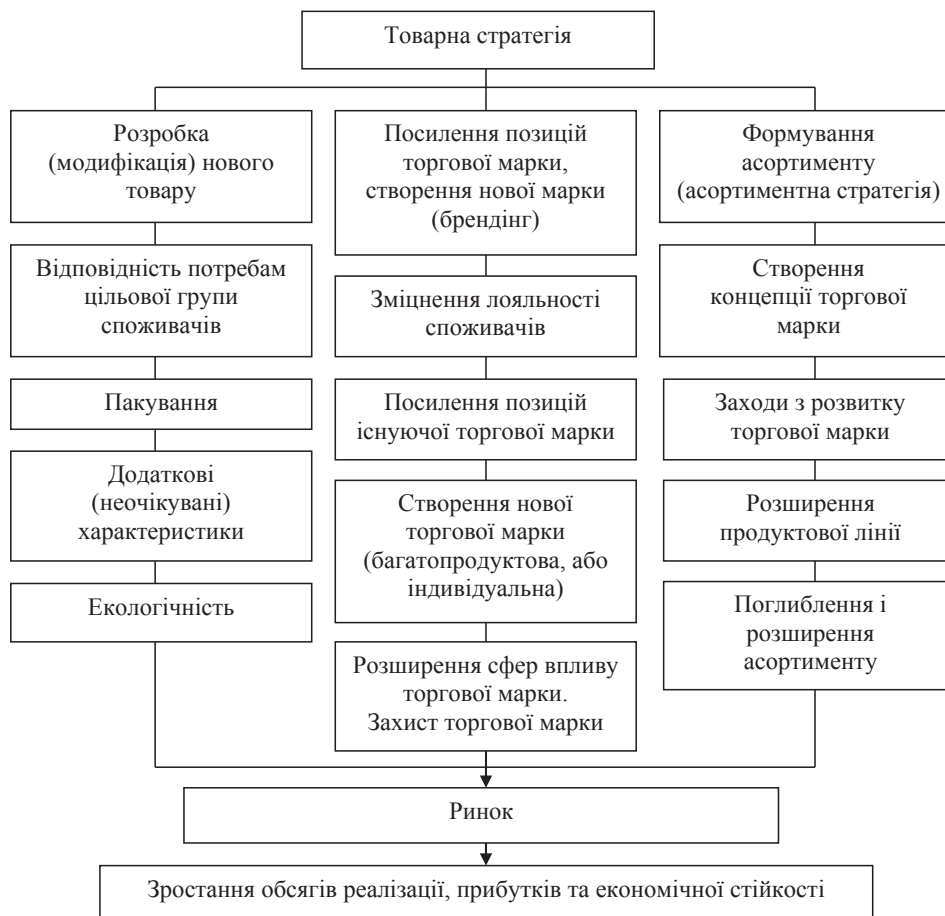 Товарна стратегія
Розробка
(модифікація) нового
товару
Відповідність потребам
цільової групи
споживачів
Пакування
Додаткові
(неочікувані)
характеристики
Екологічність
Посилення позицій
торгової марки,
створення нової марки
(брендінг)
Зміцнення лояльності
споживачів
Посилення позицій
існуючої торгової марки
Створення нової
торгової марки
(багатопродуктова, або
індивідуальна)
Розширення сфер впливу
торгової марки.
Захист торгової марки
Формування
асортименту
(асортиментна стратегія)
Створення
концепції торгової
марки
Заходи з розвитку
торгової марки
Розширення
продуктової лінії
Поглиблення і
розширення
асортименту
Ринок
Зростання обсягів реалізації, прибутків та економічної стійкості